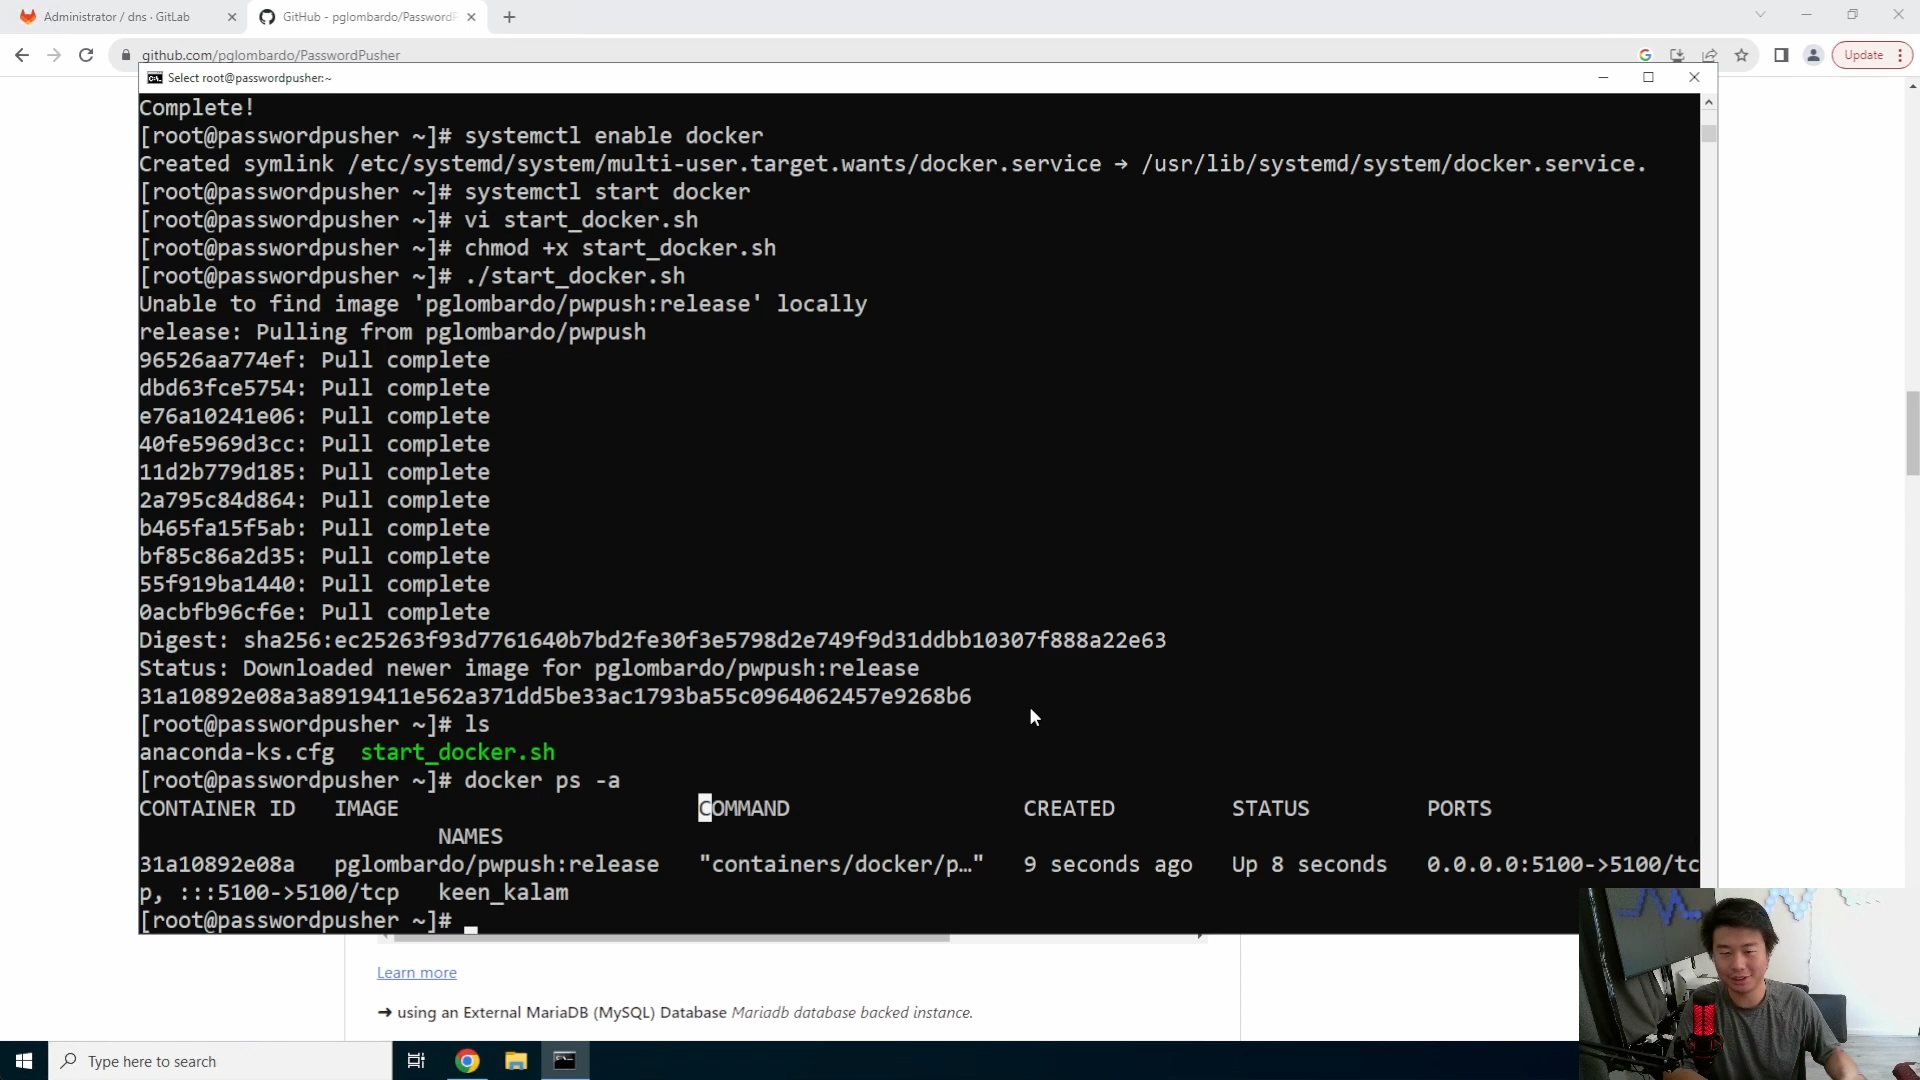 Administrator / dns · GitLab
GitHub - pglombardo/PasswordP
github.com/pglombardo/PasswordPusher
Update
Select root@passwordpusher:~
Complete!
[root@passwordpusher ~]# systemctl enable docker
Created symlink /etc/systemd/system/multi-user.target.wants/docker.service → /usr/lib/systemd/system/docker.service.
[root@passwordpusher ~]# systemctl start docker
[root@passwordpusher ~]# vi start_docker.sh
[root@passwordpusher ~]# chmod +x start_docker.sh
[root@passwordpusher ~]# ./start_docker.sh
Unable to find image 'pglombardo/pwpush:release' locally
release: Pulling from pglombardo/pwpush
96526aa774ef: Pull complete
dbd63fce5754: Pull complete
e76a10241e06: Pull complete
40fe5969d3cc: Pull complete
11d2b779d185: Pull complete
2a795c84d864: Pull complete
b465fa15f5ab: Pull complete
bf85c86a2d35: Pull complete
55f919ba1440: Pull complete
0acbfb96cf6e: Pull complete
Digest: sha256:ec25263f93d7761640b7bd2fe30f3e5798d2e749f9d31ddbb10307f888a22e63
Status: Downloaded newer image for pglombardo/pwpush:release
31a10892e08a3a8919411e562a371dd5be33ac1793ba55c0964062457e9268b6
[root@passwordpusher ~]# ls
anaconda-ks.cfg  start_docker.sh
[root@passwordpusher ~]# docker ps -a
CONTAINER ID   IMAGE                       COMMAND                  CREATED         STATUS         PORTS
NAMES
31a10892e08a   pglombardo/pwpush:release   "containers/docker/p…"   9 seconds ago   Up 8 seconds   0.0.0.0:5100->5100/tc
p, :::5100->5100/tcp   keen_kalam
[root@passwordpusher ~]#
Learn more
➜ using an External MariaDB (MySQL) Database Mariadb database backed instance.
Type here to search